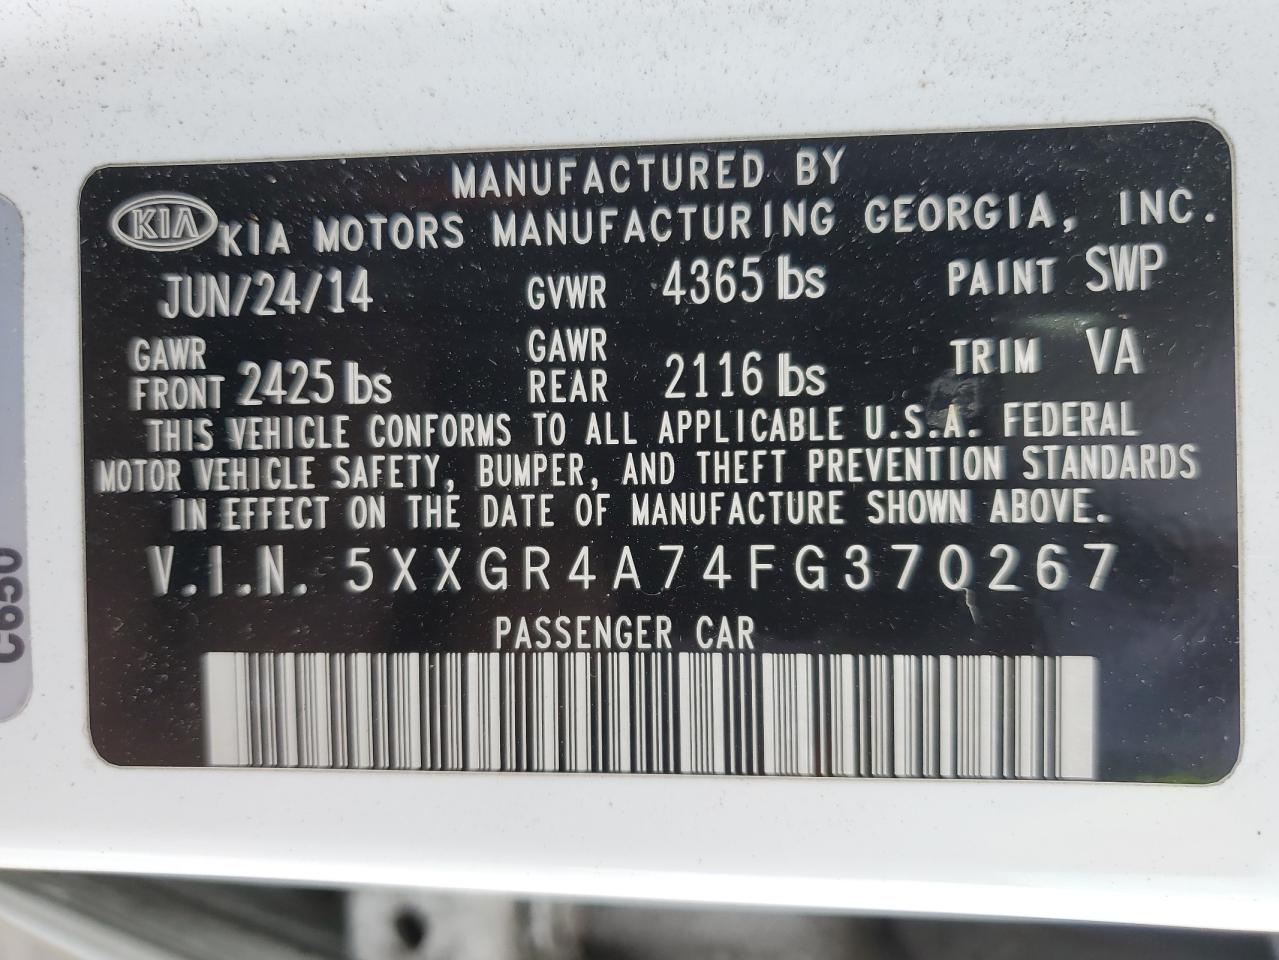 MANUFACTURED BY
KIA KIA MOTORS MANUFACTURING GEORGIA, INC.
JUN/24/14 GVWR 4365 lbs PAINT SWP
GAWR FRONT 2425 lbs GAWR REAR 2116 lbs TRIM VA
THIS VEHICLE CONFORMS TO ALL APPLICABLE U.S.A. FEDERAL
MOTOR VEHICLE SAFETY, BUMPER, AND THEFT PREVENTION STANDARDS
IN EFFECT ON THE DATE OF MANUFACTURE SHOWN ABOVE.
V.I.N. 5XXGR4A74FG370267
PASSENGER CAR
C650